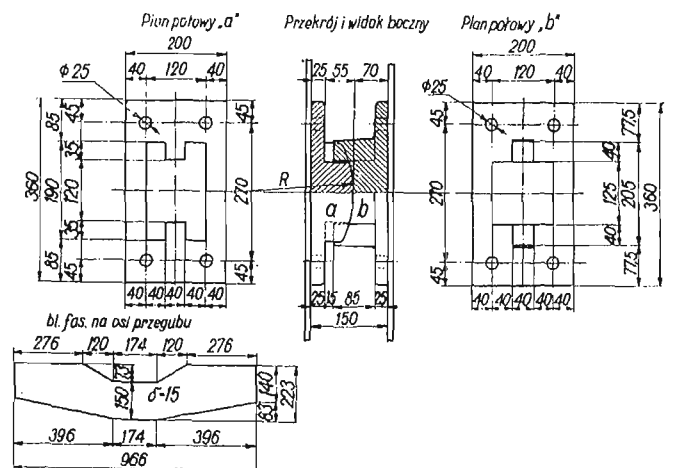 Plan połowy „a"
200
40 120 40
ϕ25
45
85
35
360
190
120
35
85
45
270
45
45
40 40 40 40 40
Przekrój i widok boczny
25 55 70
R
a b
25 15 85 25
150
Plan połowy „b"
200
40 120 40
ϕ25
45
270
45
77,5
40
125
205
360
40
77,5
40 40 40 40 40
bl. fas. na osi przegubu
276 120 174 120 276
73
150
δ-15
140
83
223
396 174 396
966